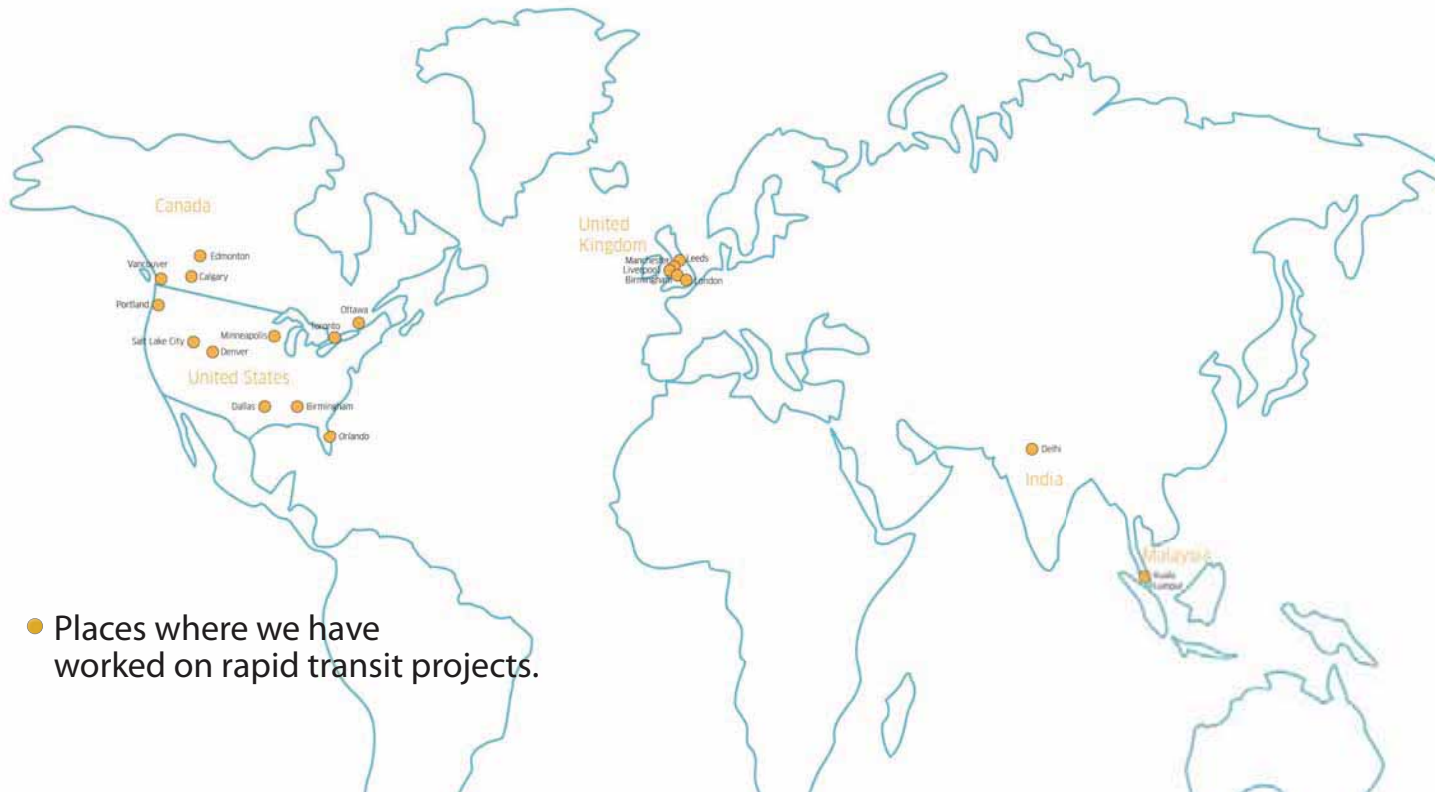 Canada
Edmonton
Vancouver
Calgary
Portland
Ottawa
Toronto
Minneapolis
Salt Lake City
Denver
United States
Dallas
Birmingham
Orlando
United
Kingdom
Manchester
Leeds
Liverpool
Birmingham
London
Delhi
India
Malaysia
Kuala
Lumpur
Places where we have
worked on rapid transit projects.